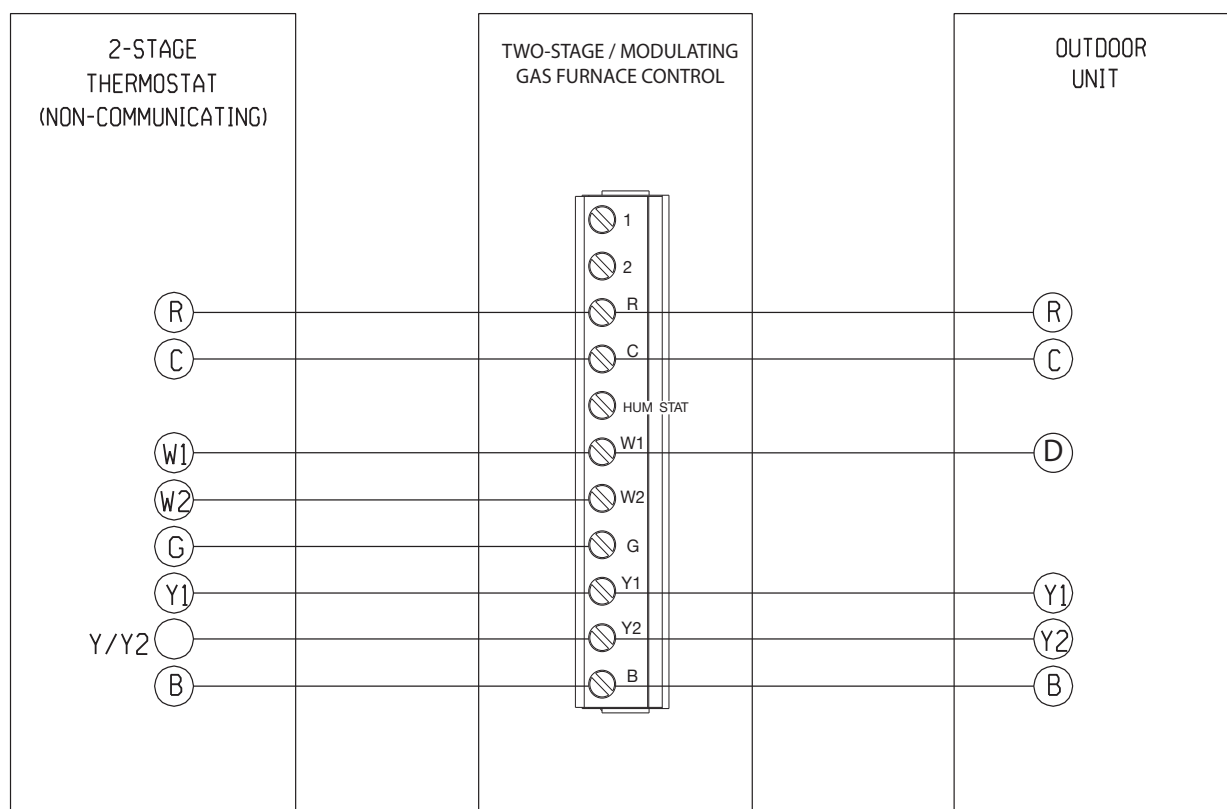 2-STAGE
THERMOSTAT
(NON-COMMUNICATING)
R
C
W1
W2
G
Y1
Y/Y2
B
TWO-STAGE / MODULATING
GAS FURNACE CONTROL
1
2
R
C
HUM STAT
W1
W2
G
Y1
Y2
B
OUTDOOR
UNIT
R
C
D
Y1
Y2
B